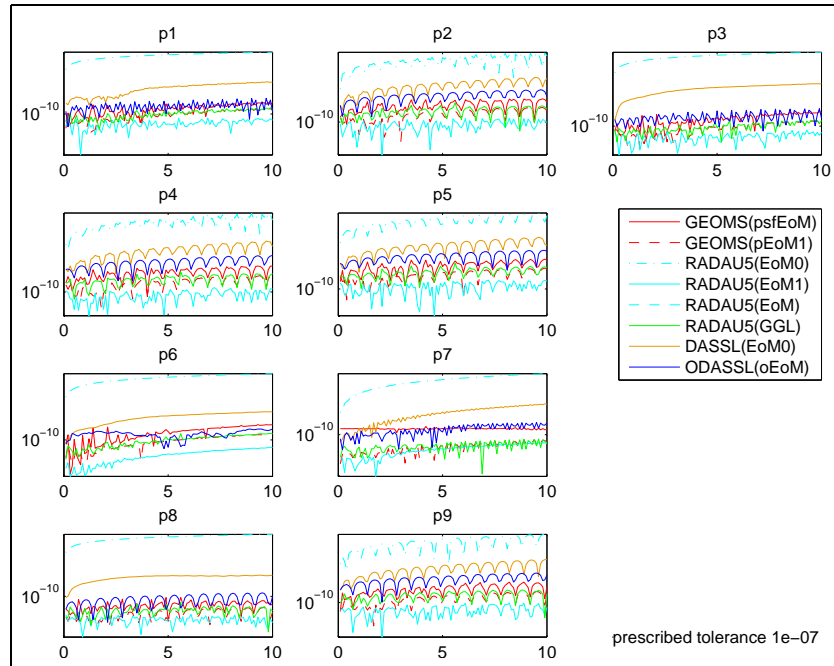 p1
p2
p3
10^-10
10^-10
10^-10
0 5 10
0 5 10
0 5 10
p4
p5
10^-10
10^-10
0 5 10
0 5 10
GEOMS(psfEoM)
GEOMS(pEoM1)
RADAU5(EoM0)
RADAU5(EoM1)
RADAU5(EoM)
RADAU5(GGL)
DASSL(EoM0)
ODASSL(oEoM)
p6
p7
10^-10
10^-10
0 5 10
0 5 10
p8
p9
10^-10
10^-10
0 5 10
0 5 10
prescribed tolerance 1e-07